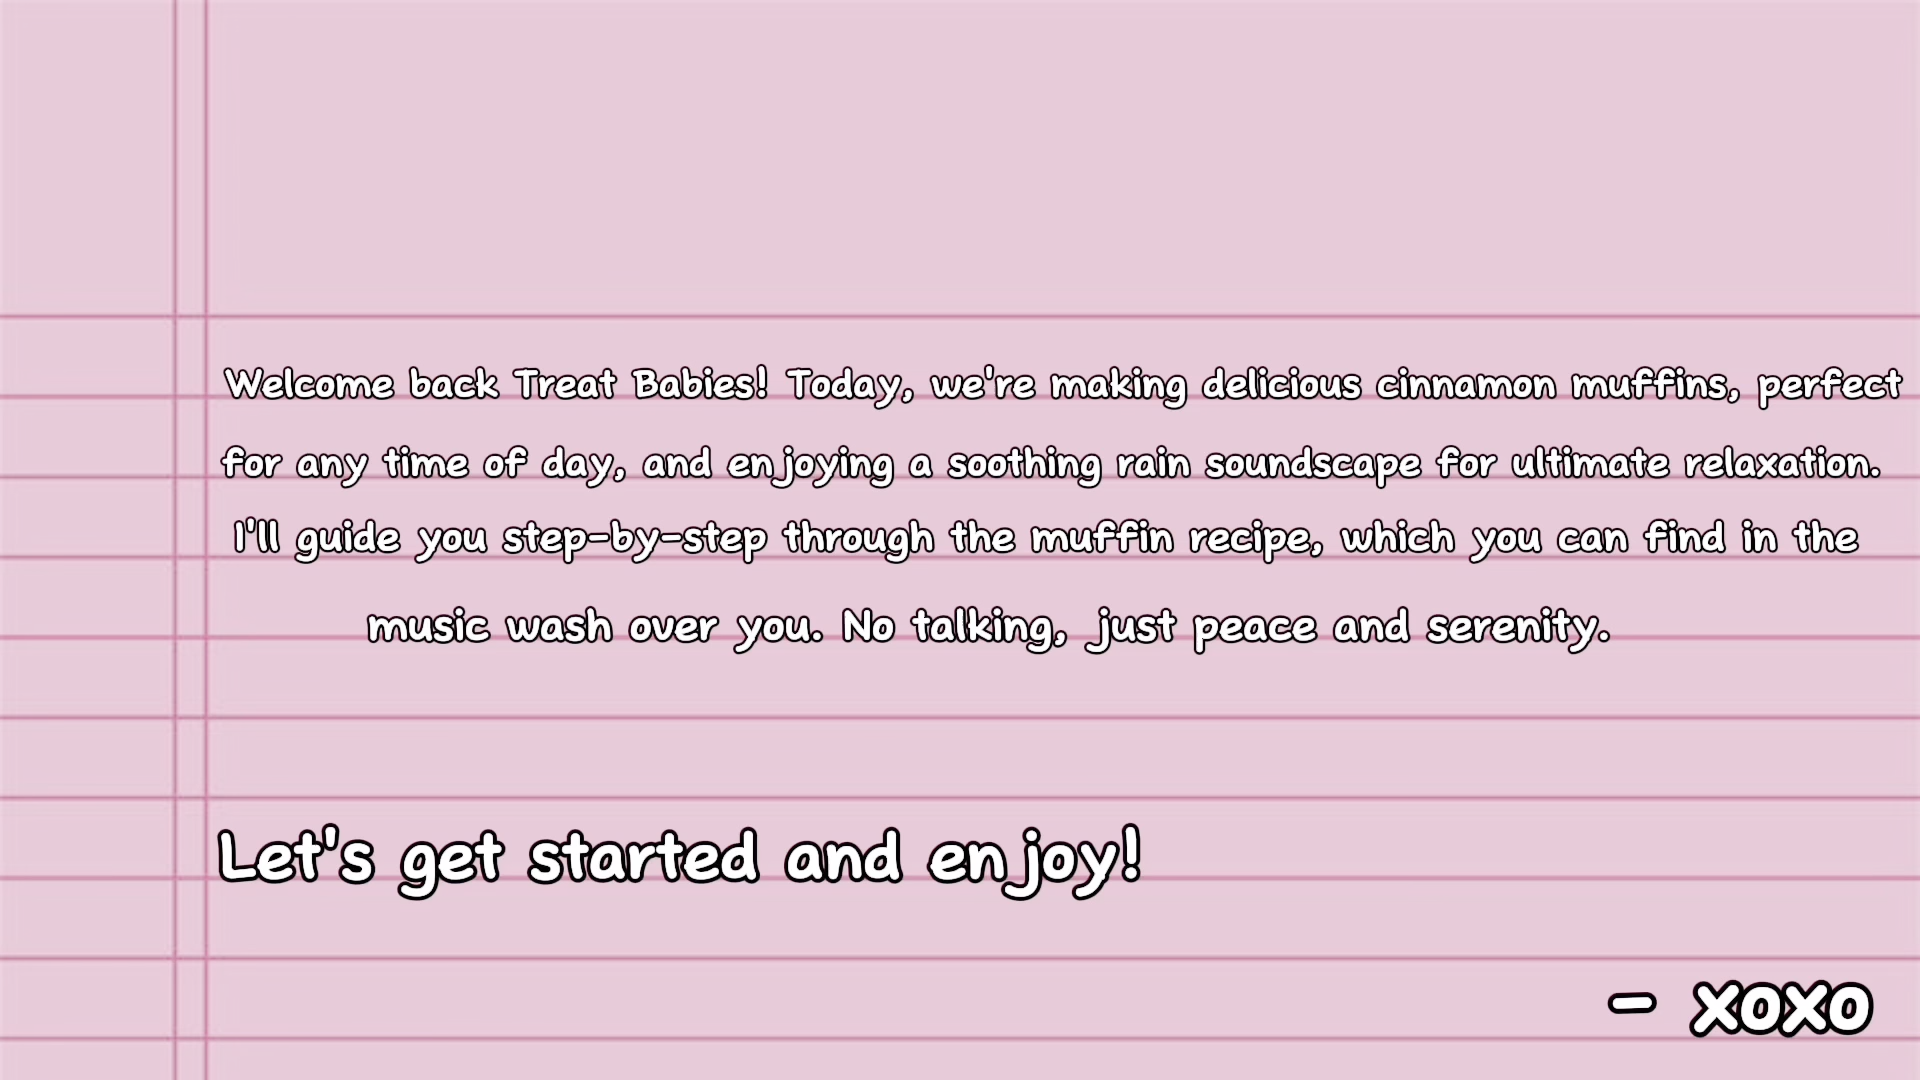 Welcome back Treat Babies! Today, we're making delicious cinnamon muffins, perfect
for any time of day, and enjoying a soothing rain soundscape for ultimate relaxation.
I'll guide you step-by-step through the muffin recipe, which you can find in the
music wash over you. No talking, just peace and serenity.
Let's get started and enjoy!
- xoxo